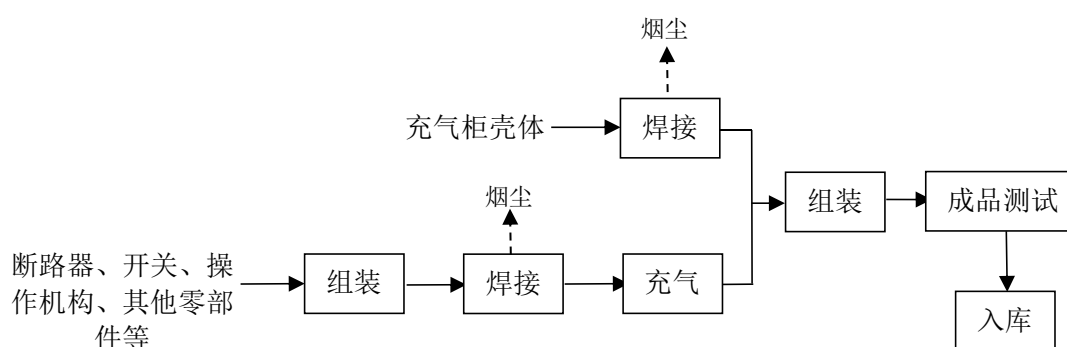 烟尘
充气柜壳体
焊接
组装
成品测试
烟尘
断路器、开关、操
作机构、其他零部
件等
组装
焊接
充气
入库